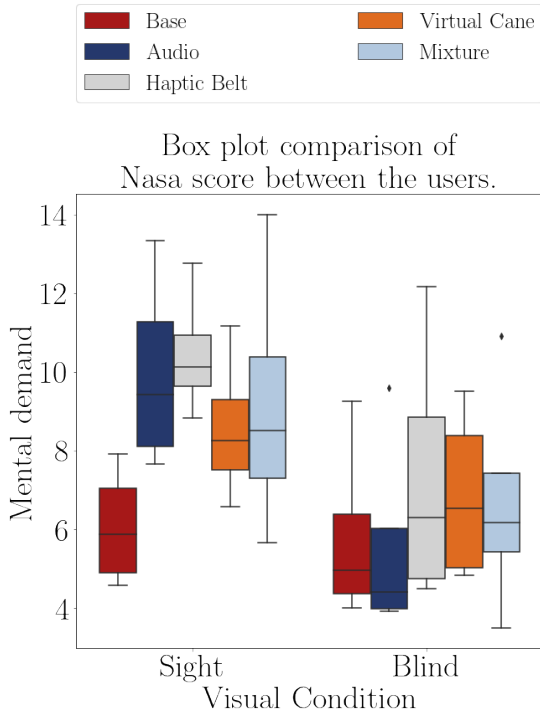 Base
Audio
Haptic Belt
Virtual Cane
Mixture
Box plot comparison of
Nasa score between the users.
14
12
10
8
6
4
Mental demand
Sight
Blind
Visual Condition